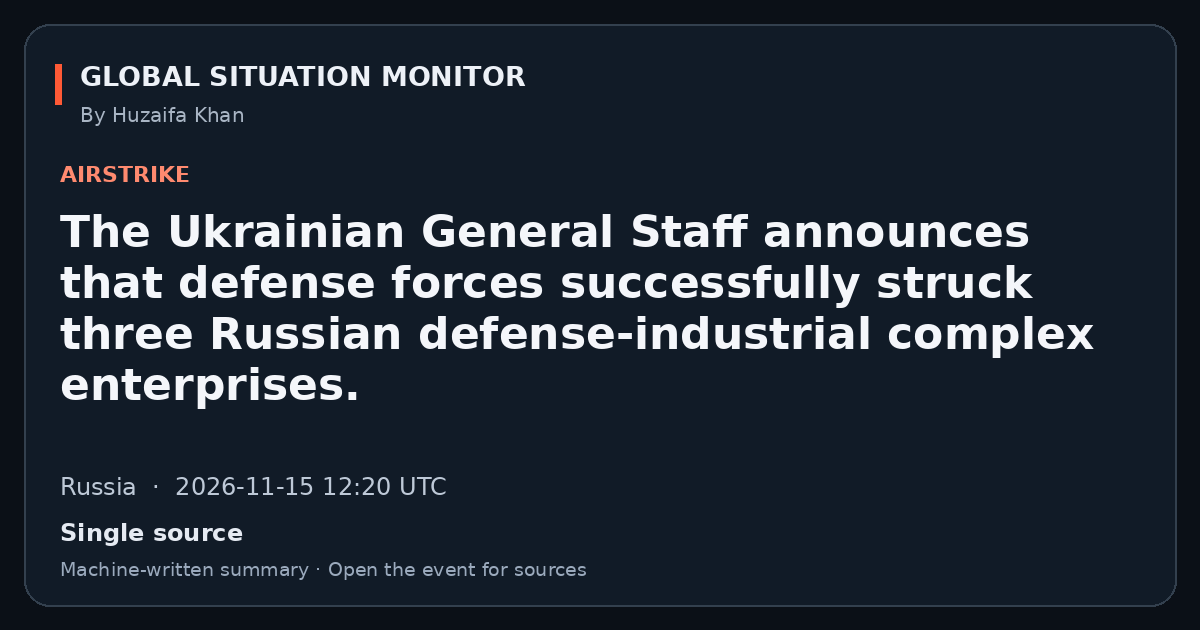 GLOBAL SITUATION MONITOR
By Huzaifa Khan
AIRSTRIKE
The Ukrainian General Staff announces
that defense forces successfully struck
three Russian defense-industrial complex
enterprises.
Russia · 2026-11-15 12:20 UTC
Single source
Machine-written summary · Open the event for sources